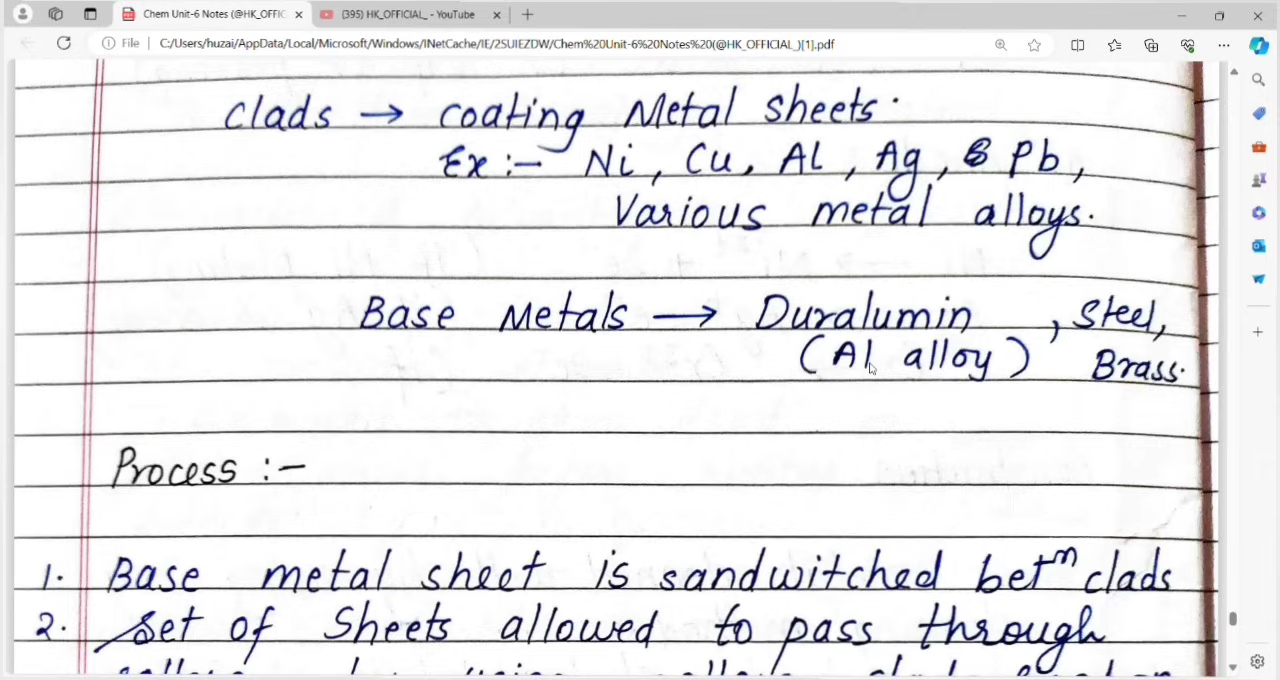 Chem Unit-6 Notes (@HK_OFFIC
(395) HK_OFFICIAL_ - YouTube
File
C:/Users/huzai/AppData/Local/Microsoft/Windows/INetCache/IE/2SUIEZDW/Chem%20Unit-6%20Notes%20(@HK_OFFICIAL_)[1].pdf
Clads → coating Metal sheets.
Ex :- Ni, Cu, Al, Ag, Pb,
Various metal alloys.
Base Metals → Duralumin , Steel,
(Al alloy) Brass.
Process :-
1. Base metal sheet is sandwitched betⁿ clads
2. Set of Sheets allowed to pass through